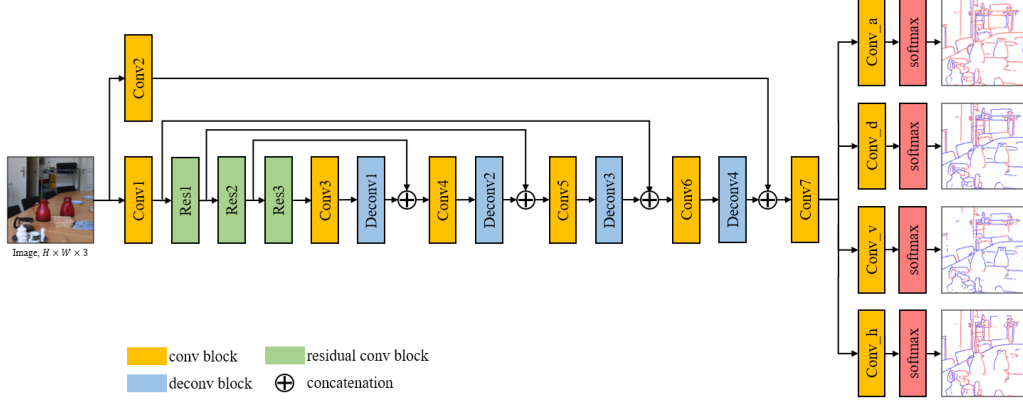 Conv2
Conv1
Res1
Res2
Res3
Conv3
Deconv1
Conv4
Deconv2
Conv5
Deconv3
Conv6
Deconv4
Conv7
Conv_a
softmax
Conv_d
softmax
Conv_v
softmax
Conv_h
softmax
Image, H × W × 3
conv block
residual conv block
deconv block
concatenation